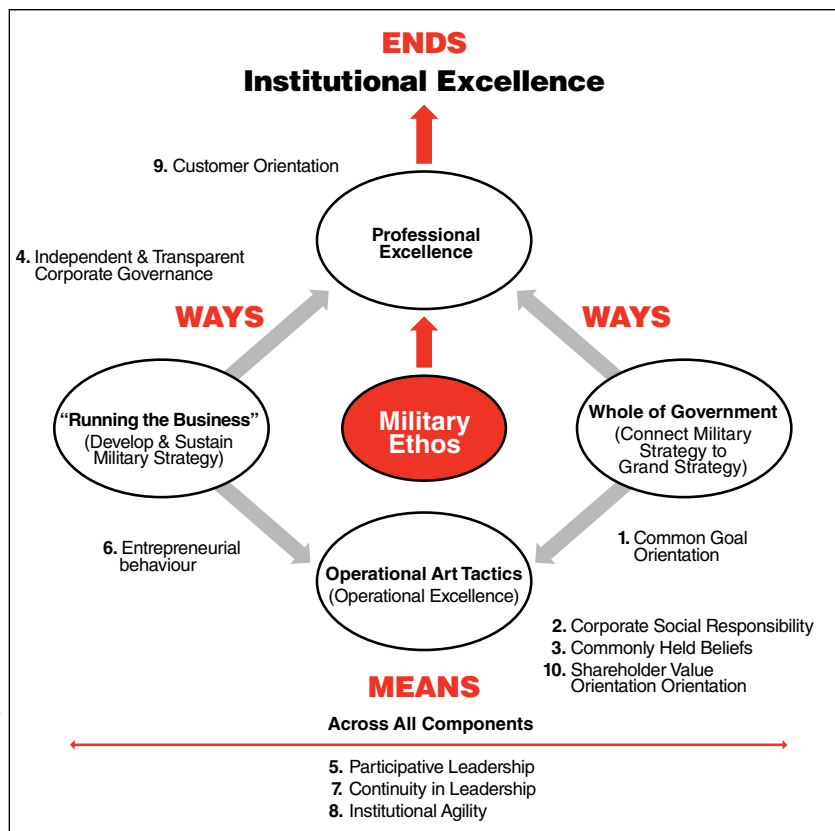 ENDS
Institutional Excellence
9. Customer Orientation
Professional
Excellence
4. Independent & Transparent
Corporate Governance
WAYS
WAYS
"Running the Business"
(Develop & Sustain
Military Strategy)
Military
Ethos
Whole of Government
(Connect Military
Strategy to
Grand Strategy)
6. Entrepreneurial
behaviour
1. Common Goal
Orientation
Operational Art Tactics
(Operational Excellence)
2. Corporate Social Responsibility
3. Commonly Held Beliefs
10. Shareholder Value
Orientation Orientation
MEANS
Across All Components
5. Participative Leadership
7. Continuity in Leadership
8. Institutional Agility